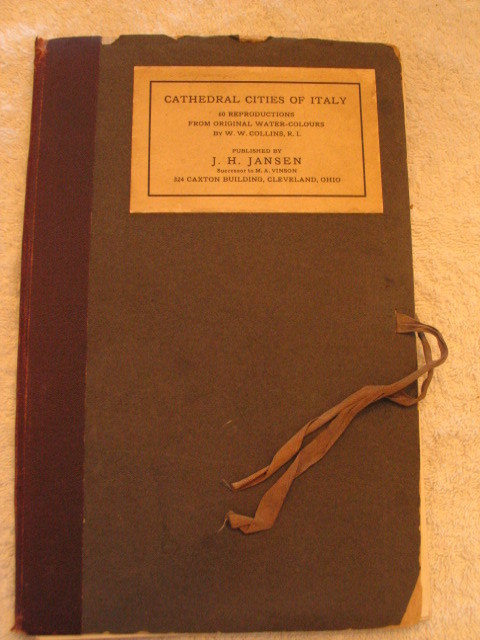 CATHEDRAL CITIES OF ITALY
60 REPRODUCTIONS
FROM ORIGINAL WATER-COLOURS
BY W. W. COLLINS, R. I.
PUBLISHED BY
J. H. JANSEN
Successor to M. A. VINSON
324 CAXTON BUILDING, CLEVELAND, OHIO